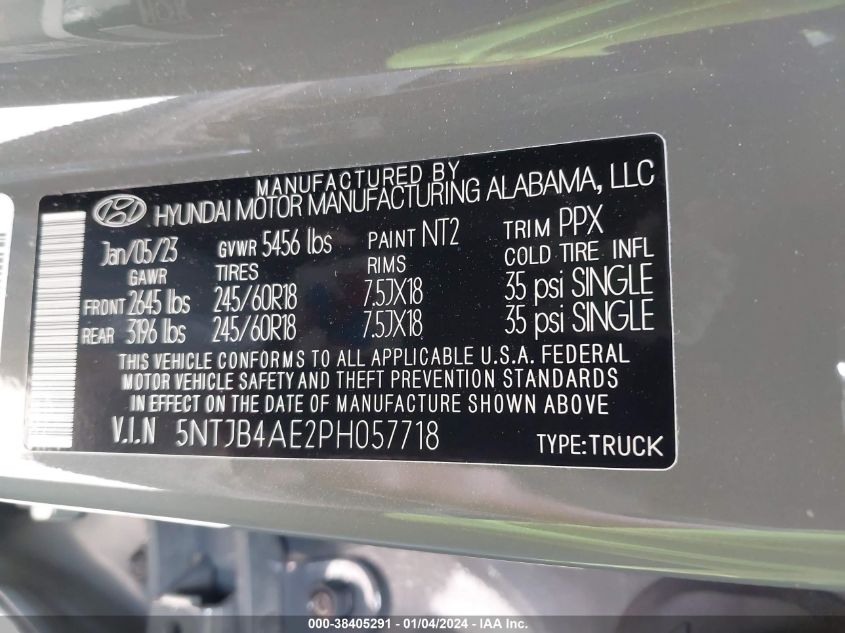 MANUFACTURED BY
HYUNDAI MOTOR MANUFACTURING ALABAMA, LLC
Jan/05/23 GVWR 5456 lbs PAINT NT2 TRIM PPX
GAWR TIRES RIMS COLD TIRE INFL
FRONT 2645 lbs 245/60R18 7.5JX18 35 psi SINGLE
REAR 3196 lbs 245/60R18 7.5JX18 35 psi SINGLE
THIS VEHICLE CONFORMS TO ALL APPLICABLE U.S.A. FEDERAL
MOTOR VEHICLE SAFETY AND THEFT PREVENTION STANDARDS
IN EFFECT ON THE DATE OF MANUFACTURE SHOWN ABOVE
V.I.N 5NTJB4AE2PH057718 TYPE:TRUCK
000-38405291 - 01/04/2024 - IAA Inc.